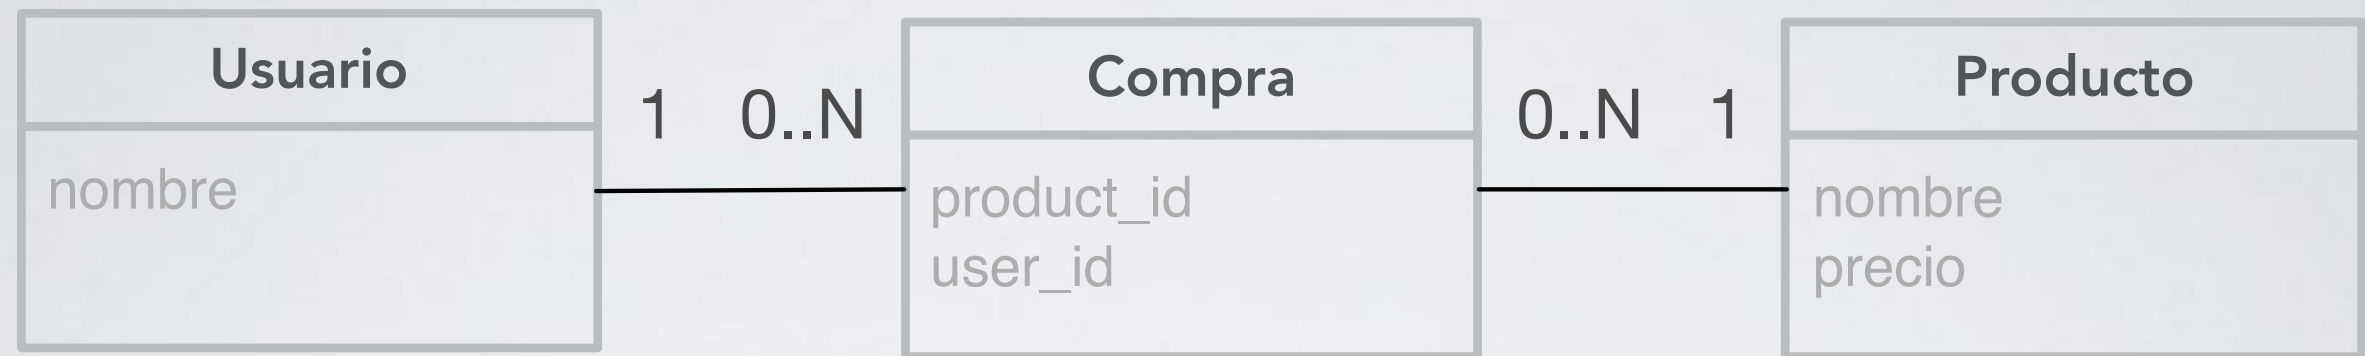 Usuario
nombre
1 0..N
Compra
product_id
user_id
0..N 1
Producto
nombre
precio